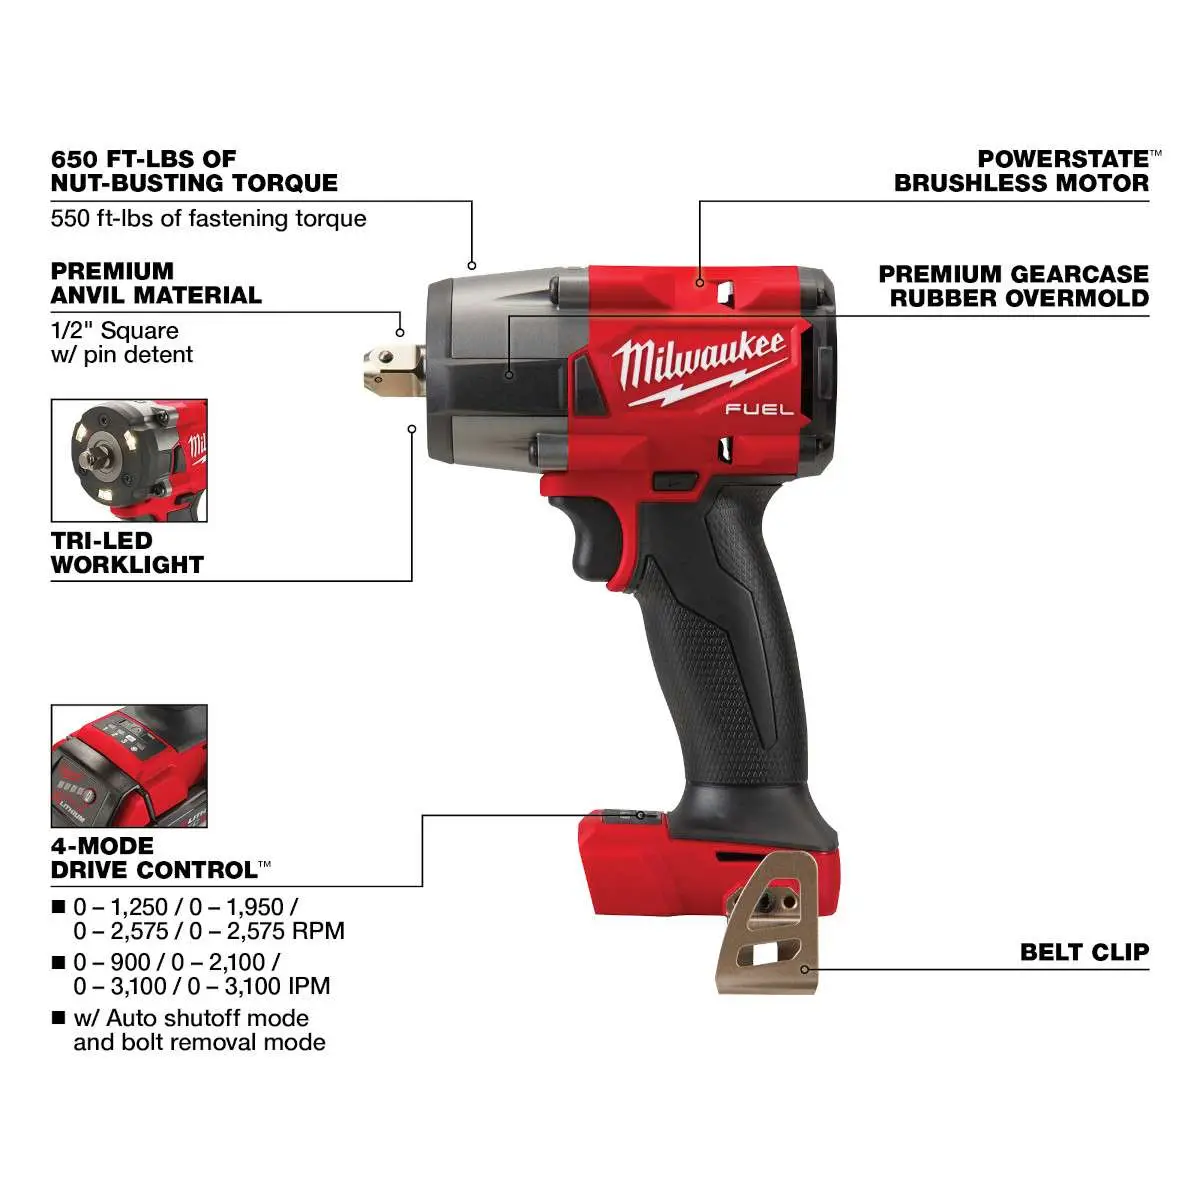 650 FT-LBS OF
NUT-BUSTING TORQUE
550 ft-lbs of fastening torque
PREMIUM
ANVIL MATERIAL
1/2" Square
w/ pin detent
TRI-LED
WORKLIGHT
4-MODE
DRIVE CONTROL™
■ 0 – 1,250 / 0 – 1,950 /
0 – 2,575 / 0 – 2,575 RPM
■ 0 – 900 / 0 – 2,100 /
0 – 3,100 / 0 – 3,100 IPM
■ w/ Auto shutoff mode
and bolt removal mode
POWERSTATE™
BRUSHLESS MOTOR
PREMIUM GEARCASE
RUBBER OVERMOLD
Milwaukee
FUEL
BELT CLIP
Mil
LITHIUM